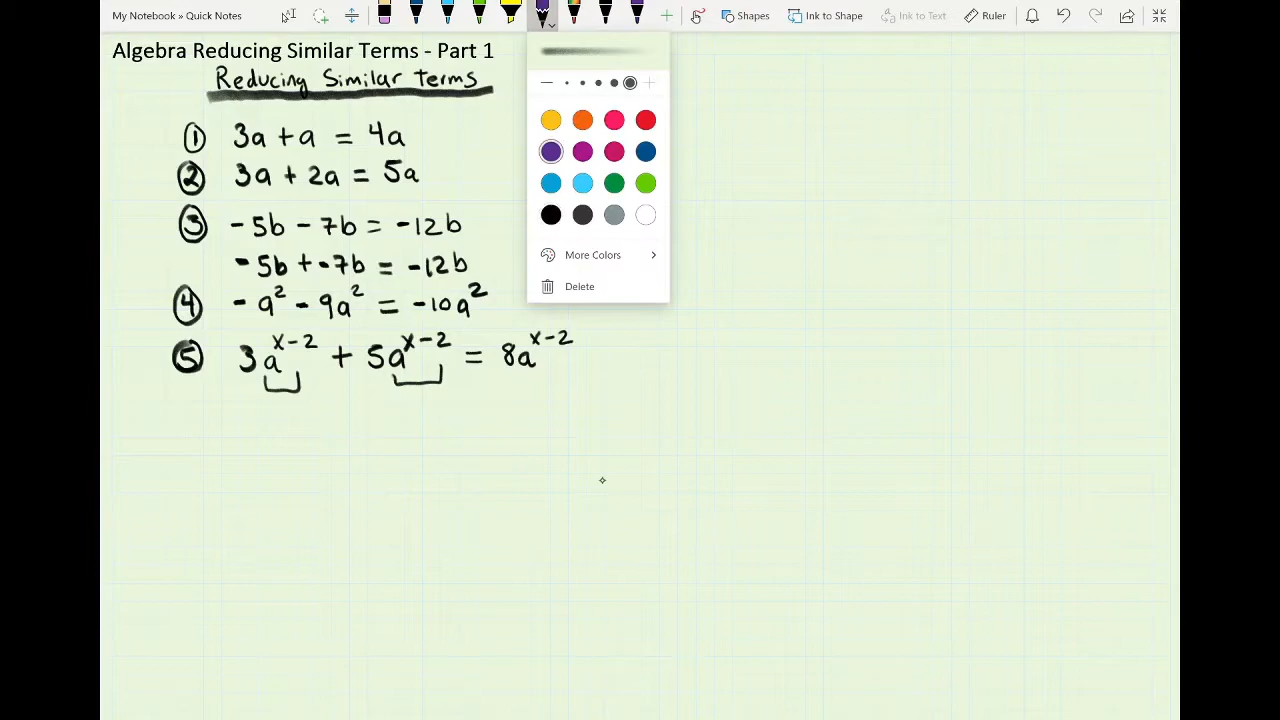 My Notebook » Quick Notes
Shapes
Ink to Shape
Ink to Text
Ruler
Algebra Reducing Similar Terms - Part 1
Reducing Similar terms
① 3a + a = 4a
② 3a + 2a = 5a
③ - 5b - 7b = -12b
- 5b + -7b = -12b
④ - a² - 9a² = -10a²
⑤ 3a^(x-2) + 5a^(x-2) = 8a^(x-2)
More Colors
Delete